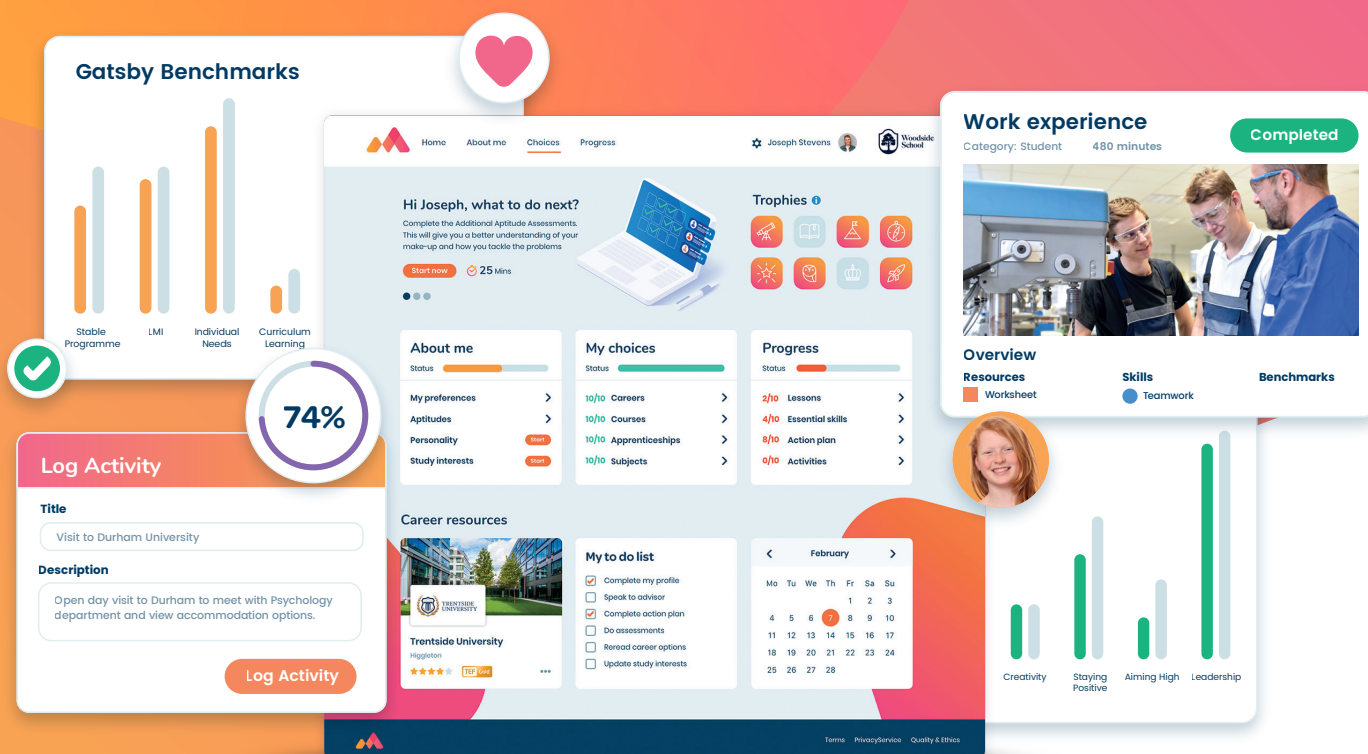 Gatsby Benchmarks
Stable
Programme
LMI
Individual
Needs
Curriculum
Learning
74%
Log Activity
Title
Visit to Durham University
Description
Open day visit to Durham to meet with Psychology
department and view accommodation options.
Log Activity
Home About me Choices Progress
Joseph Stevens
Woodside
School
Hi Joseph, what to do next?
Complete the Additional Aptitude Assessments.
This will give you a better understanding of your
make-up and how you tackle the problems
Start now 25 Mins
Trophies
About me
Status
My preferences
Aptitudes
Personality Start
Study interests Start
My choices
Status
10/10 Careers
10/10 Courses
10/10 Apprenticeships
10/10 Subjects
Progress
Status
2/10 Lessons
4/10 Essential skills
8/10 Action plan
0/10 Activities
Career resources
TRENTSIDE
UNIVERSITY
Trentside University
Higgleton
TEF Gold
My to do list
Complete my profile
Speak to advisor
Complete action plan
Do assessments
Reread career options
Update study interests
February
Mo Tu We Th Fr Sa Su
1 2 3
4 5 6 7 8 9 10
11 12 13 14 15 16 17
18 19 20 21 22 23 24
25 26 27 28
Terms PrivacyService Quality & Ethics
Work experience
Category: Student 480 minutes
Completed
Overview
Resources Skills Benchmarks
Worksheet Teamwork
Creativity
Staying
Positive
Aiming High
Leadership